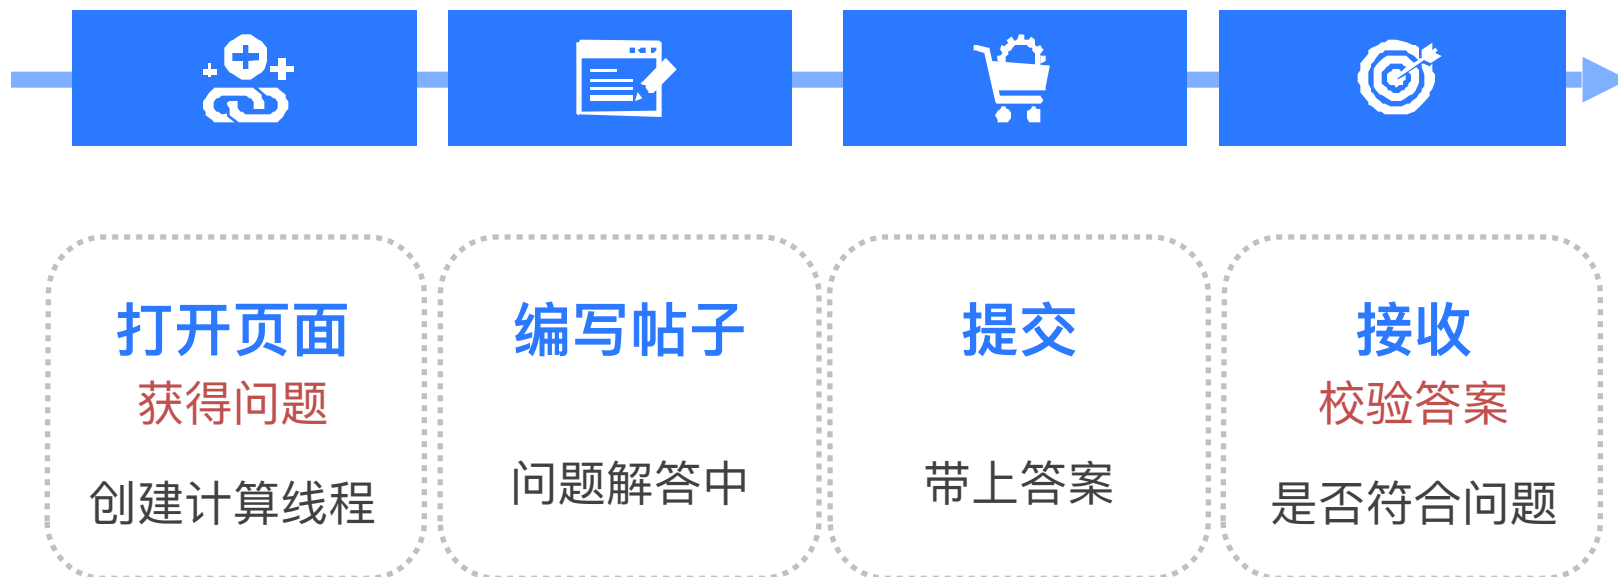 打开页面
获得问题
创建计算线程
编写帖子
问题解答中
提交
带上答案
接收
校验答案
是否符合问题